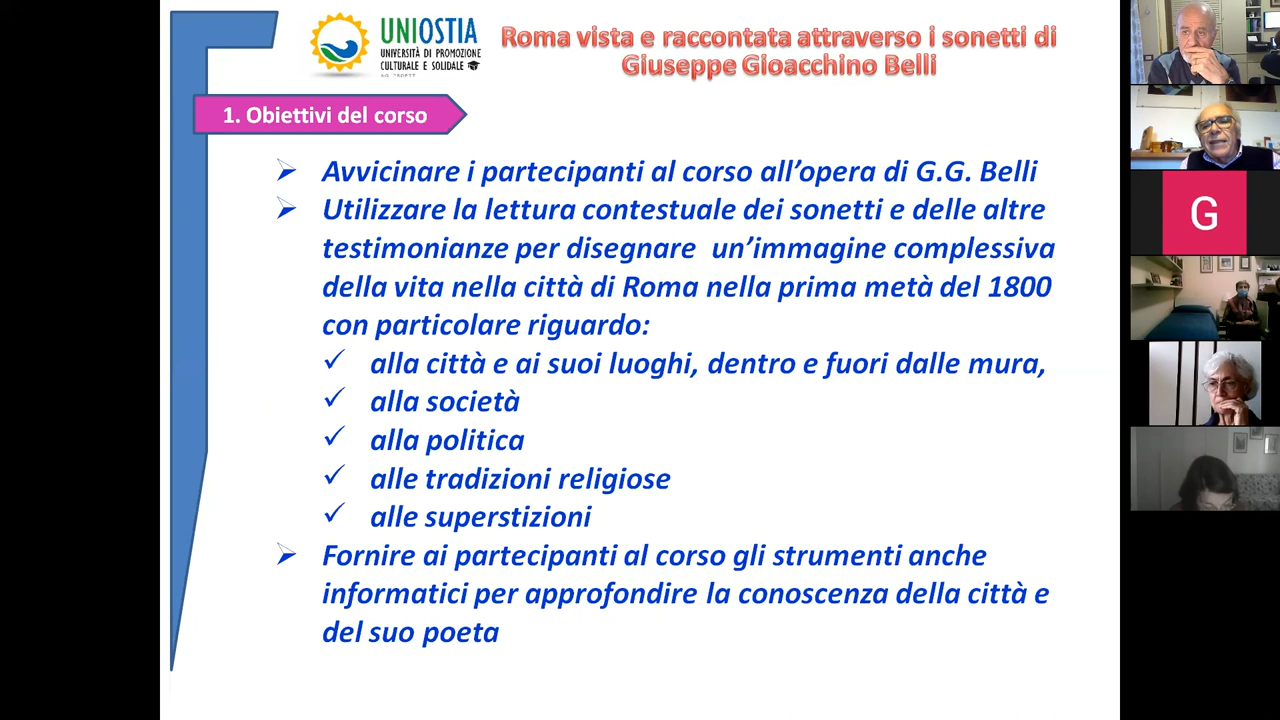 UNIOSTIA
UNIVERSITÀ DI PROMOZIONE
CULTURALE E SOLIDALE
Roma vista e raccontata attraverso i sonetti di
Giuseppe Gioacchino Belli
1. Obiettivi del corso
Avvicinare i partecipanti al corso all’opera di G.G. Belli
Utilizzare la lettura contestuale dei sonetti e delle altre
testimonianze per disegnare un’immagine complessiva
della vita nella città di Roma nella prima metà del 1800
con particolare riguardo:
alla città e ai suoi luoghi, dentro e fuori dalle mura,
alla società
alla politica
alle tradizioni religiose
alle superstizioni
Fornire ai partecipanti al corso gli strumenti anche
informatici per approfondire la conoscenza della città e
del suo poeta
G